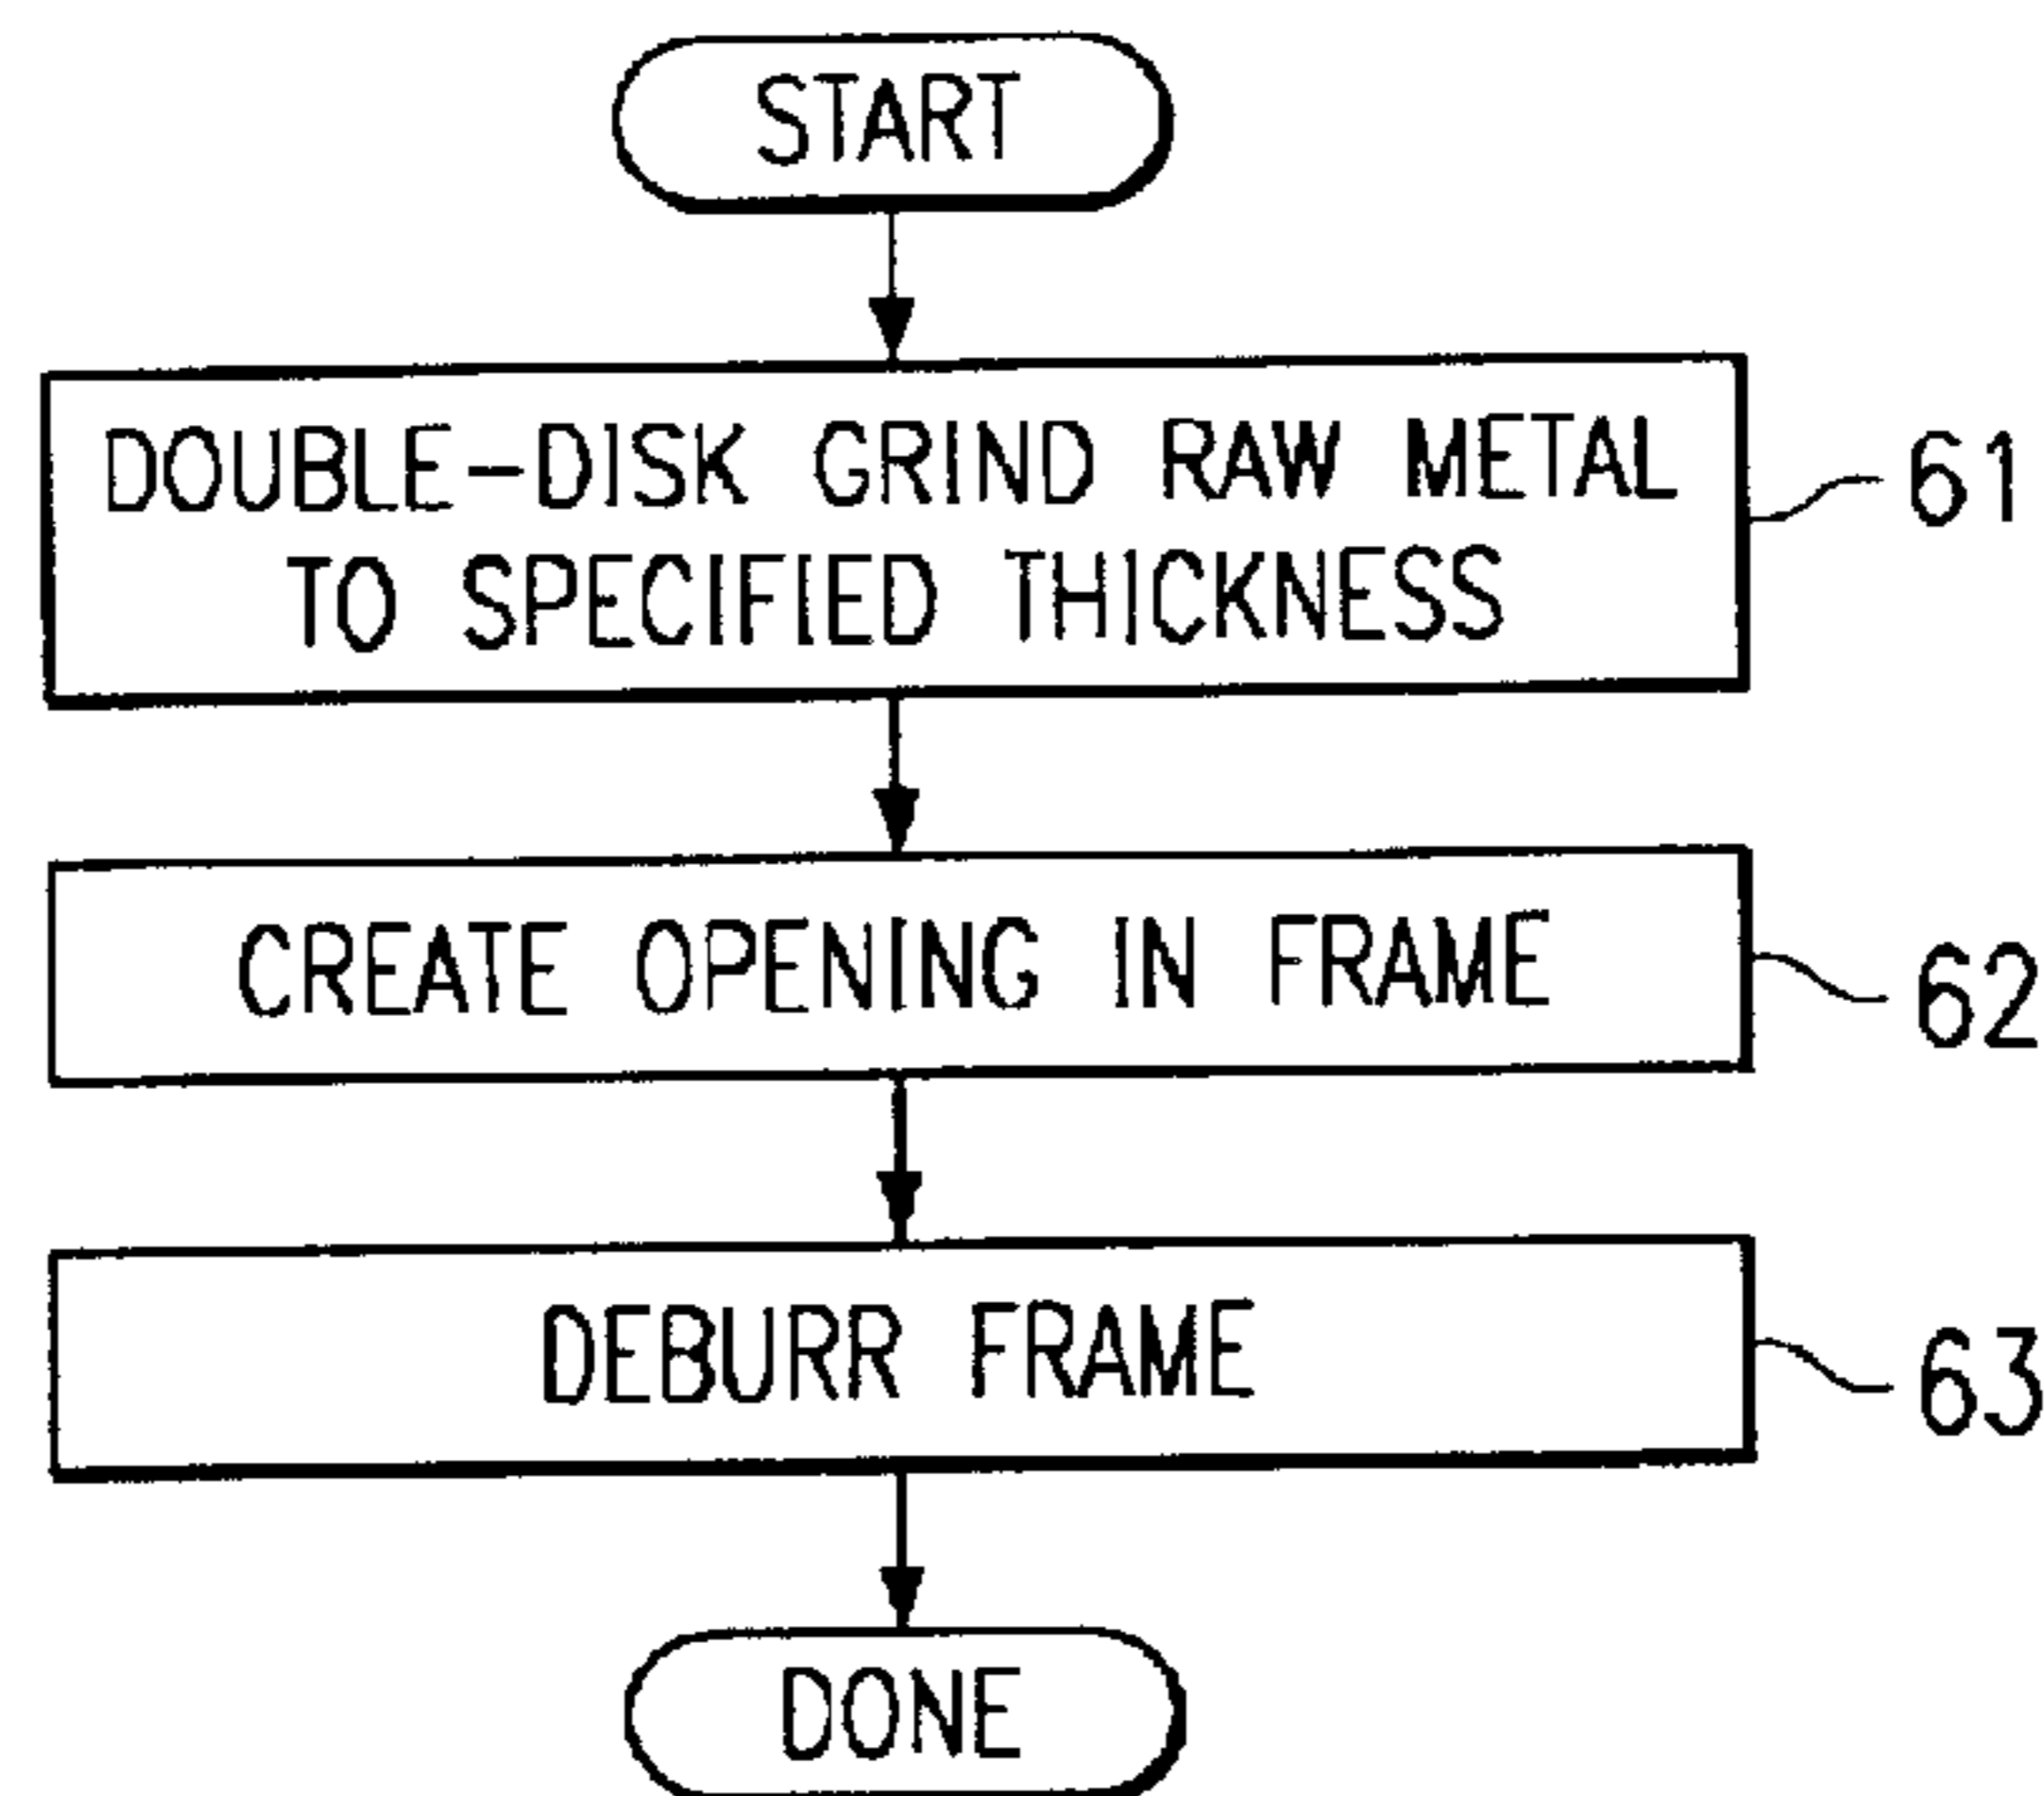 START
DOUBLE-DISK GRIND RAW METAL
TO SPECIFIED THICKNESS
61
CREATE OPENING IN FRAME
62
DEBURR FRAME
63
DONE